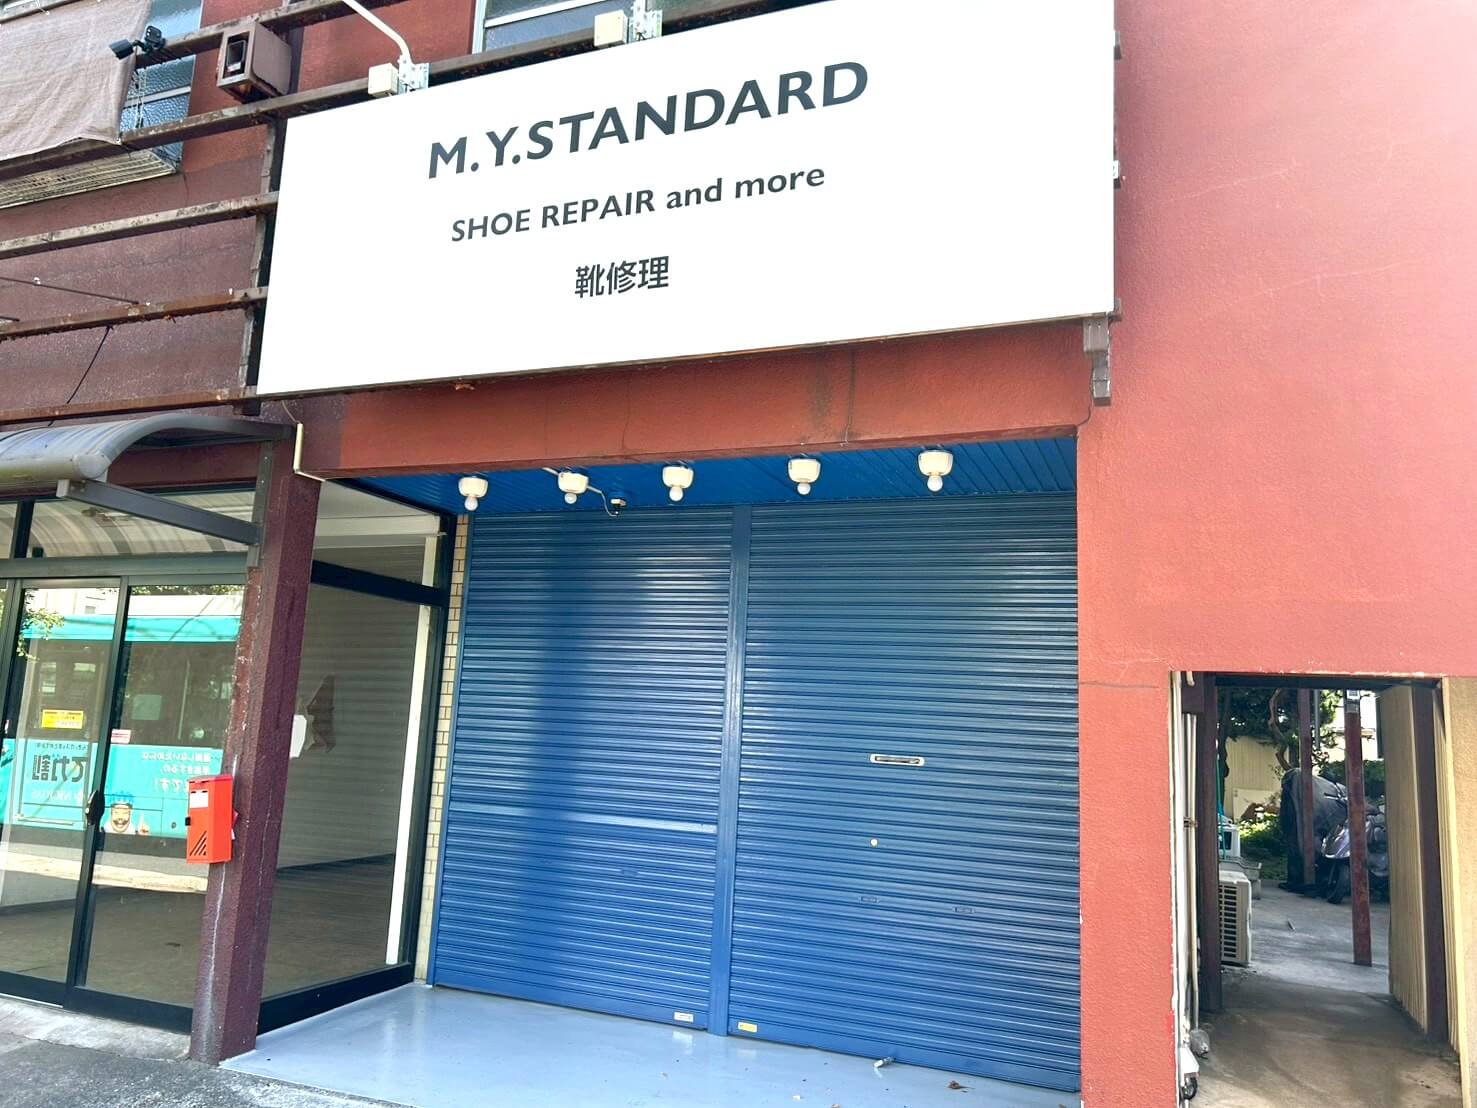 M.Y.STANDARD
SHOE REPAIR and more
靴修理